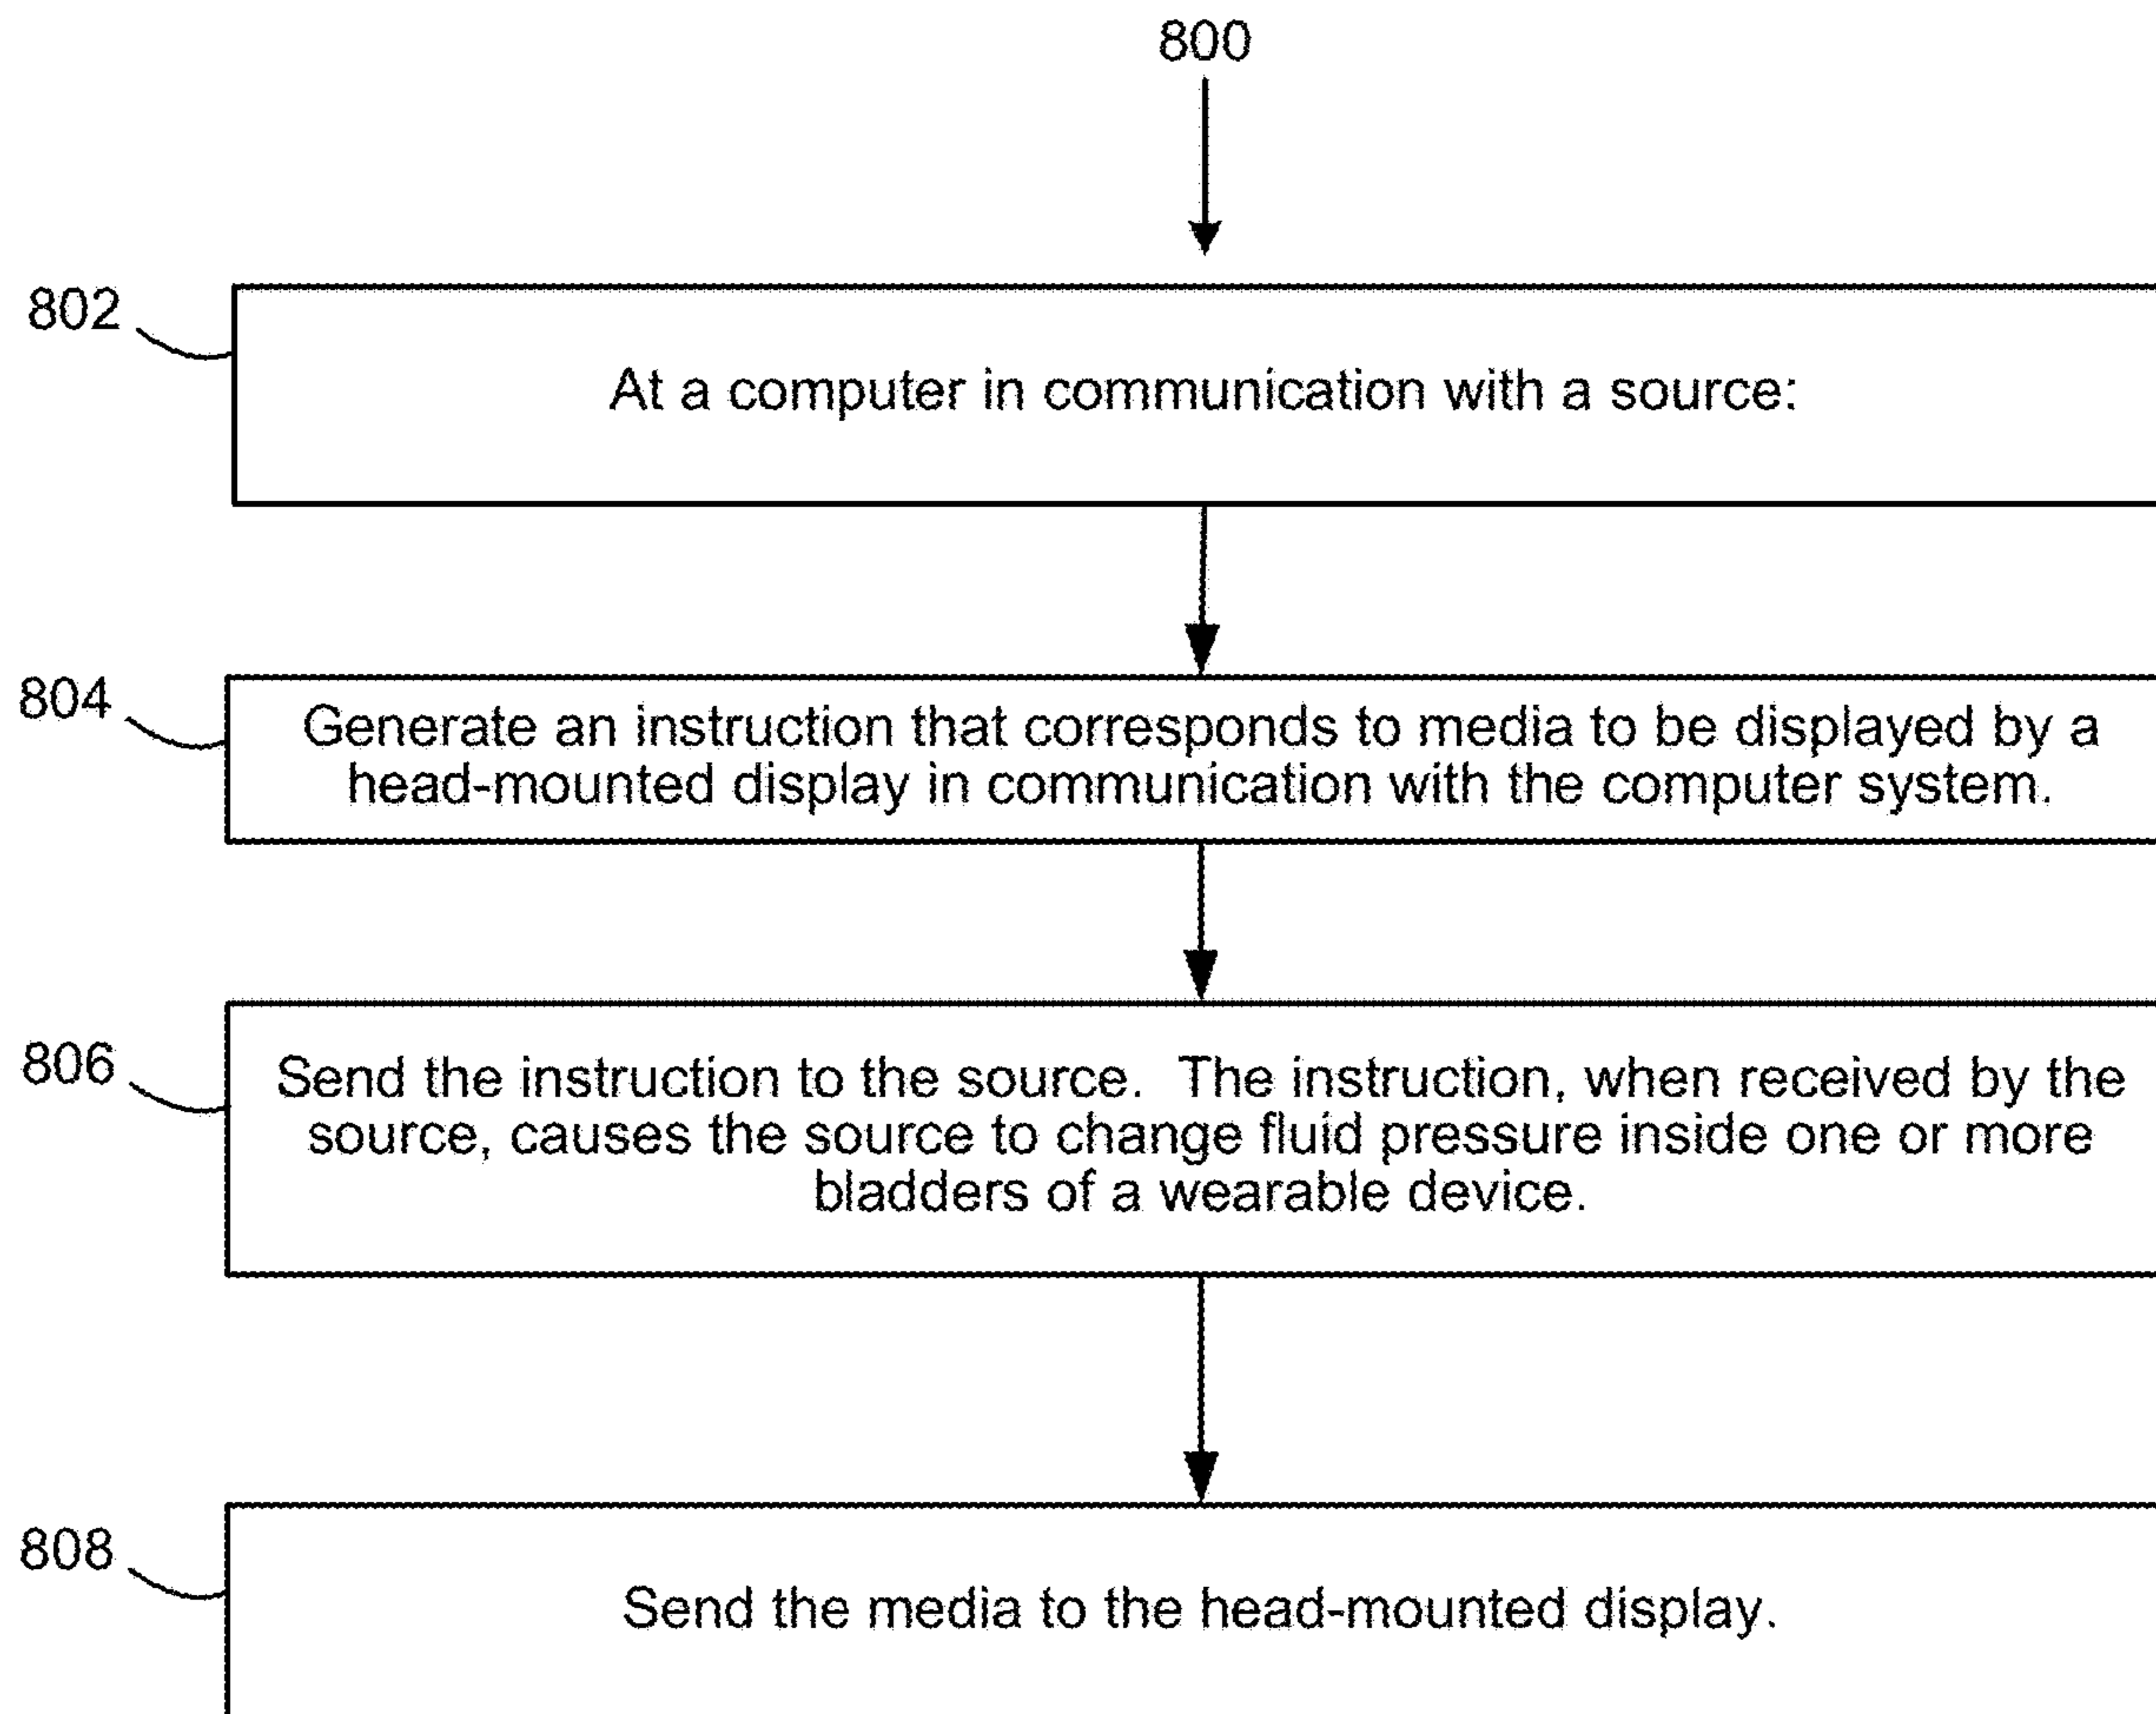 800
802
At a computer in communication with a source:
804
Generate an instruction that corresponds to media to be displayed by a
head-mounted display in communication with the computer system.
806
Send the instruction to the source. The instruction, when received by the
source, causes the source to change fluid pressure inside one or more
bladders of a wearable device.
808
Send the media to the head-mounted display.